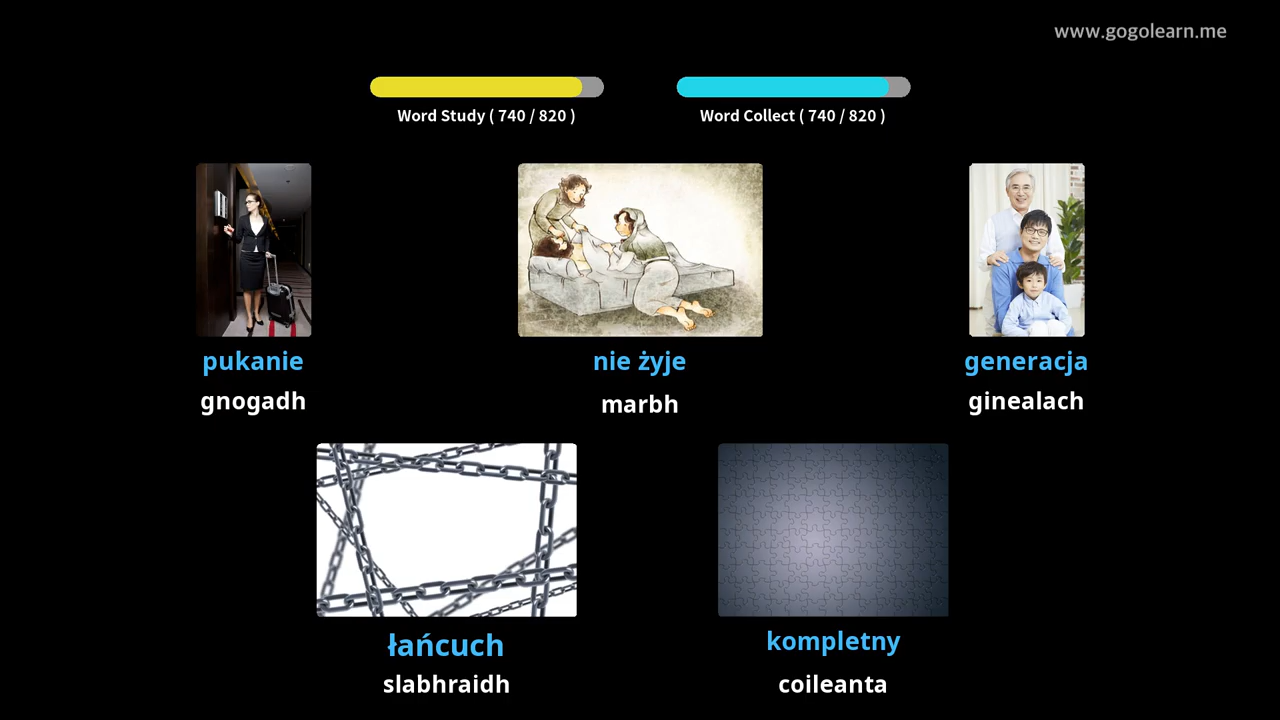 www.gogolearn.me
Word Study ( 740 / 820 )
Word Collect ( 740 / 820 )
pukanie
gnogadh
nie żyje
marbh
generacja
ginealach
łańcuch
slabhraidh
kompletny
coileanta